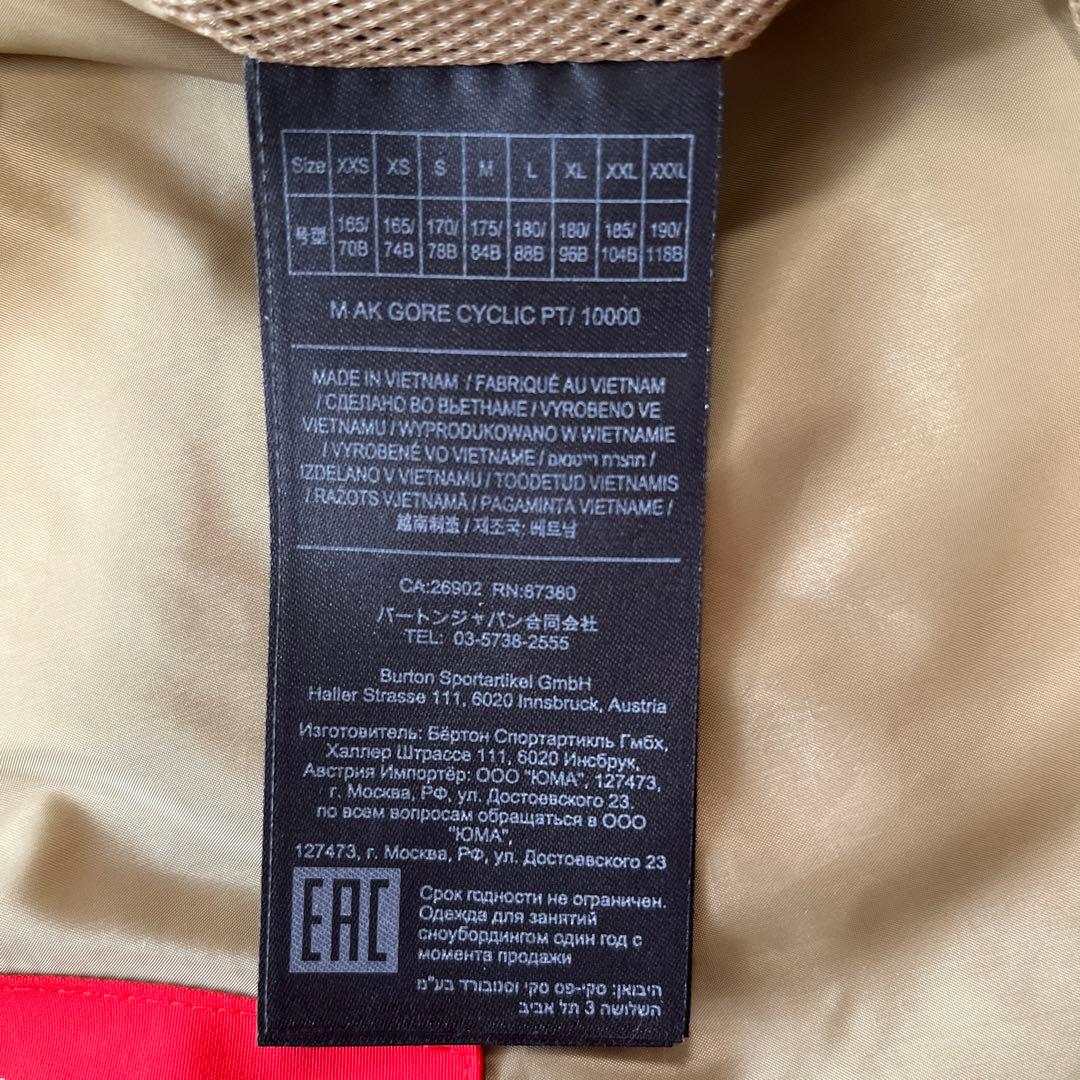 Size XXS XS S M L XL XXL XXXL
号型 165/ 165/ 170/ 175/ 180/ 180/ 185/ 190/
70B 74B 78B 84B 88B 96B 104B 118B
M AK GORE CYCLIC PT/ 10000
MADE IN VIETNAM / FABRIQUÉ AU VIETNAM
/ СДЕЛАНО ВО ВЬЕТНАМЕ / VYROBENO VE
VIETNAMU / WYPRODUKOWANO W WIETNAMIE
/ VYROBENÉ VO VIETNAME / תוצרת וייטנאם /
IZDELANO V VIETNAMU / TOODETUD VIETNAMIS
/ RAŽOTS VJETNAMĀ / PAGAMINTA VIETNAME /
越南制造 / 제조국: 베트남
CA:26902 RN:87380
バートンジャパン合同会社
TEL: 03-5738-2555
Burton Sportartikel GmbH
Haller Strasse 111, 6020 Innsbruck, Austria
Изготовитель: Бёртон Спортартикль Гмбх,
Халлер Штрассе 111, 6020 Инсбрук,
Австрия Импортёр: ООО "ЮМА", 127473,
г. Москва, РФ, ул. Достоевского 23.
по всем вопросам обращаться в ООО
"ЮМА",
127473, г. Москва, РФ, ул. Достоевского 23
EAC
Срок годности не ограничен.
Одежда для занятий
сноубордингом один год с
момента продажи
היבואן: סקי-פס סקי וסנובורד בע"מ
השלושה 3 תל אביב